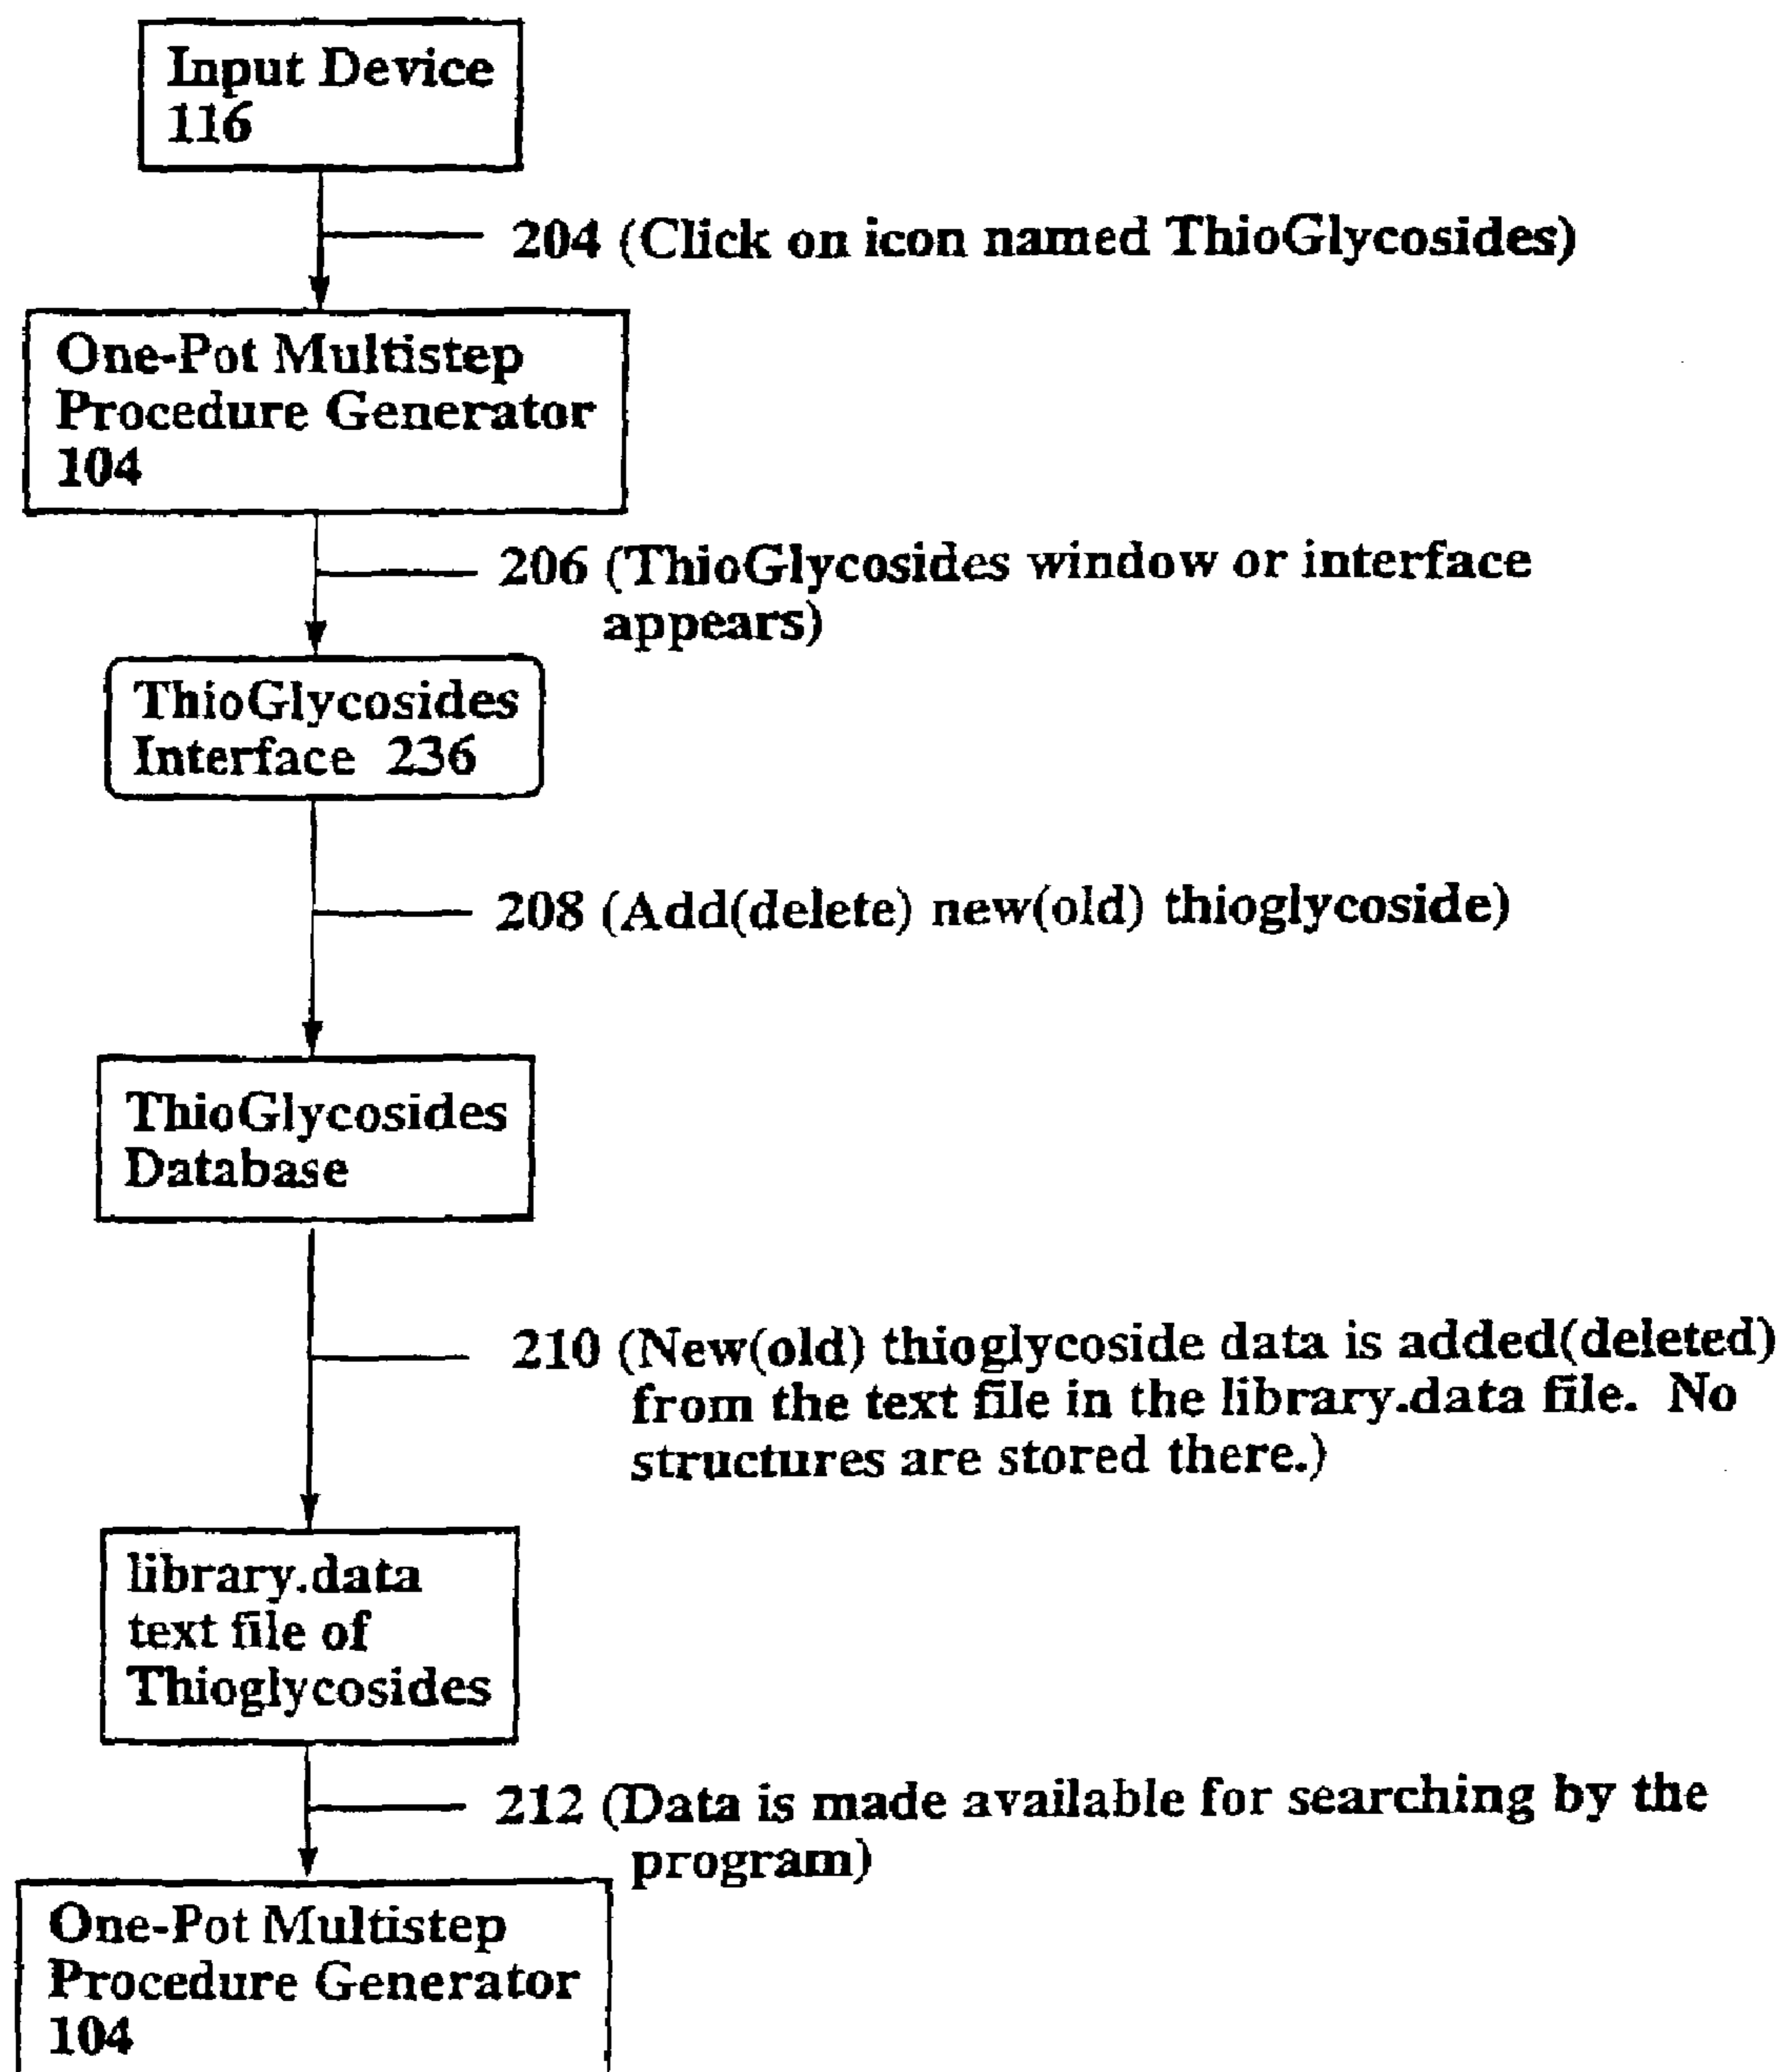 Input Device
116
204 (Click on icon named ThioGlycosides)
One-Pot Multistep
Procedure Generator
104
206 (ThioGlycosides window or interface
appears)
ThioGlycosides
Interface 236
208 (Add(delete) new(old) thioglycoside)
ThioGlycosides
Database
210 (New(old) thioglycoside data is added(deleted)
from the text file in the library.data file. No
structures are stored there.)
library.data
text file of
Thioglycosides
212 (Data is made available for searching by the
program)
One-Pot Multistep
Procedure Generator
104